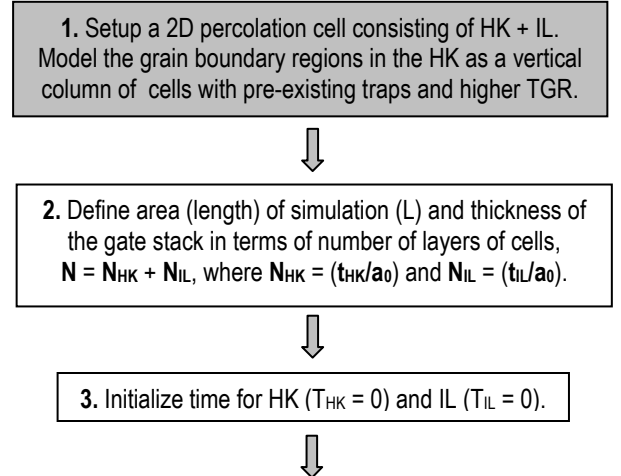 1. Setup a 2D percolation cell consisting of HK + IL.
Model the grain boundary regions in the HK as a vertical
column of cells with pre-existing traps and higher TGR.
2. Define area (length) of simulation (L) and thickness of
the gate stack in terms of number of layers of cells,
N = NHK + NIL, where NHK = (tHK/a0) and NIL = (tIL/a0).
3. Initialize time for HK (THK = 0) and IL (TIL = 0).